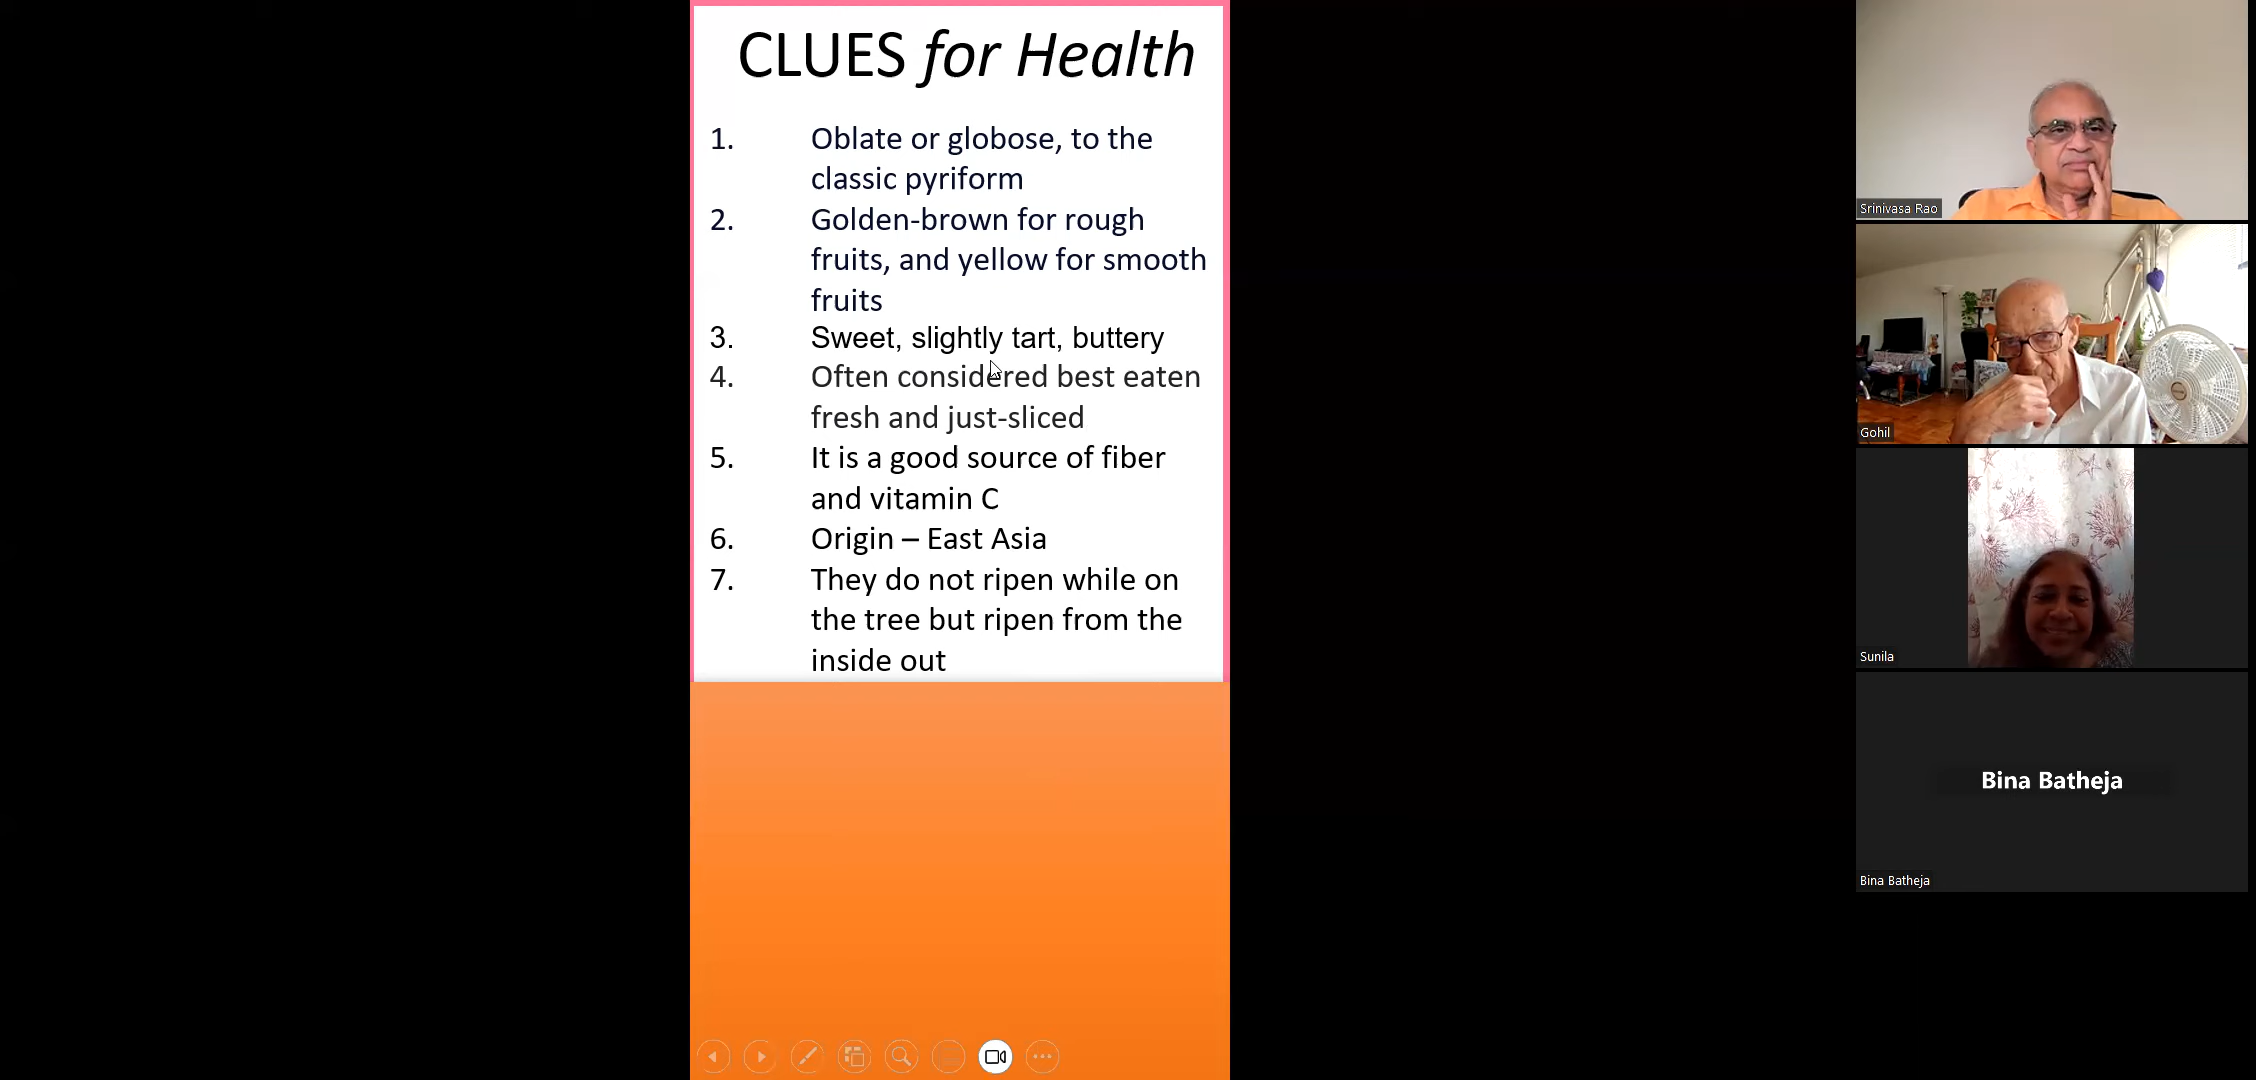 CLUES for Health
1. Oblate or globose, to the
classic pyriform
2. Golden-brown for rough
fruits, and yellow for smooth
fruits
3. Sweet, slightly tart, buttery
4. Often considered best eaten
fresh and just-sliced
5. It is a good source of fiber
and vitamin C
6. Origin – East Asia
7. They do not ripen while on
the tree but ripen from the
inside out
Srinivasa Rao
Gohil
Sunila
Bina Batheja
Bina Batheja